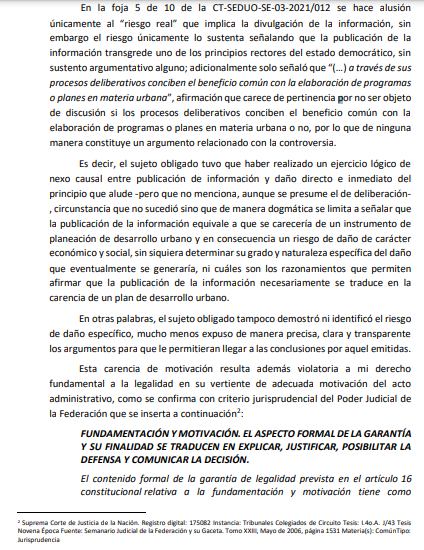 En la foja 5 de 10 de la CT-SEDUO-SE-03-2021/012 se hace alusión
únicamente al "riesgo real" que implica la divulgación de la información, sin
embargo el riesgo únicamente lo sustenta señalando que la publicación de la
información transgrede uno de los principios rectores del estado democrático, sin
sustento argumentativo alguno; adicionalmente solo señaló que "(...) a través de sus
procesos deliberativos conciben el beneficio común con la elaboración de programas
o planes en materia urbana", afirmación que carece de pertinencia por no ser objeto
de discusión si los procesos deliberativos conciben el beneficio común con la
elaboración de programas o planes en materia urbana o no, por lo que de ninguna
manera constituye un argumento relacionado con la controversia.
Es decir, el sujeto obligado tuvo que haber realizado un ejercicio lógico de
nexo causal entre publicación de información y daño directo e inmediato del
principio que alude -pero que no menciona, aunque se presume el de deliberación-
, circunstancia que no sucedió sino que de manera dogmática se limita a señalar que
la publicación de la información equivale a que se carecería de un instrumento de
planeación de desarrollo urbano y en consecuencia un riesgo de daño de carácter
económico y social, sin siquiera determinar su grado y naturaleza específica del daño
que eventualmente se generaría, ni cuáles son los razonamientos que permiten
afirmar que la publicación de la información necesariamente se traduce en la
carencia de un plan de desarrollo urbano.
En otras palabras, el sujeto obligado tampoco demostró ni identificó el riesgo
de daño específico, mucho menos expuso de manera precisa, clara y transparente
los argumentos para que le permitieran llegar a las conclusiones por aquel emitidas.
Esta carencia de motivación resulta además violatoria a mi derecho
fundamental a la legalidad en su vertiente de adecuada motivación del acto
administrativo, como se confirma con criterio jurisprudencial del Poder Judicial de
la Federación que se inserta a continuación²:
FUNDAMENTACIÓN Y MOTIVACIÓN. EL ASPECTO FORMAL DE LA GARANTÍA
Y SU FINALIDAD SE TRADUCEN EN EXPLICAR, JUSTIFICAR, POSIBILITAR LA
DEFENSA Y COMUNICAR LA DECISIÓN.
El contenido formal de la garantía de legalidad prevista en el artículo 16
constitucional relativa a la fundamentación y motivación tiene como
² Suprema Corte de Justicia de la Nación. Registro digital: 175082 Instancia: Tribunales Colegiados de Circuito Tesis: I.4o.A. J/43 Tesis
Novena Época Fuente: Semanario Judicial de la Federación y su Gaceta. Tomo XXIII, Mayo de 2006, página 1531 Materia(s): ComúnTipo:
Jurisprudencia